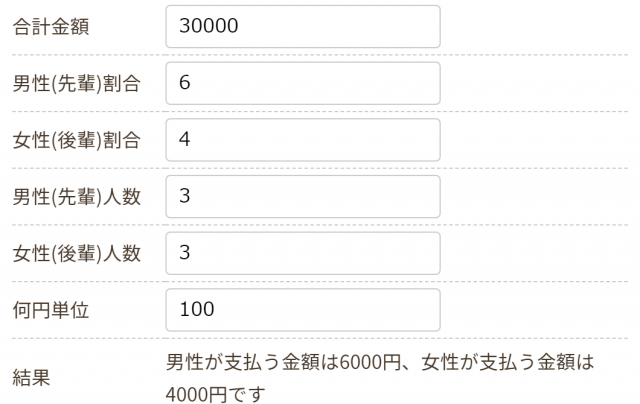 合計金額 30000
男性(先輩)割合 6
女性(後輩)割合 4
男性(先輩)人数 3
女性(後輩)人数 3
何円単位 100
結果 男性が支払う金額は6000円、女性が支払う金額は
4000円です